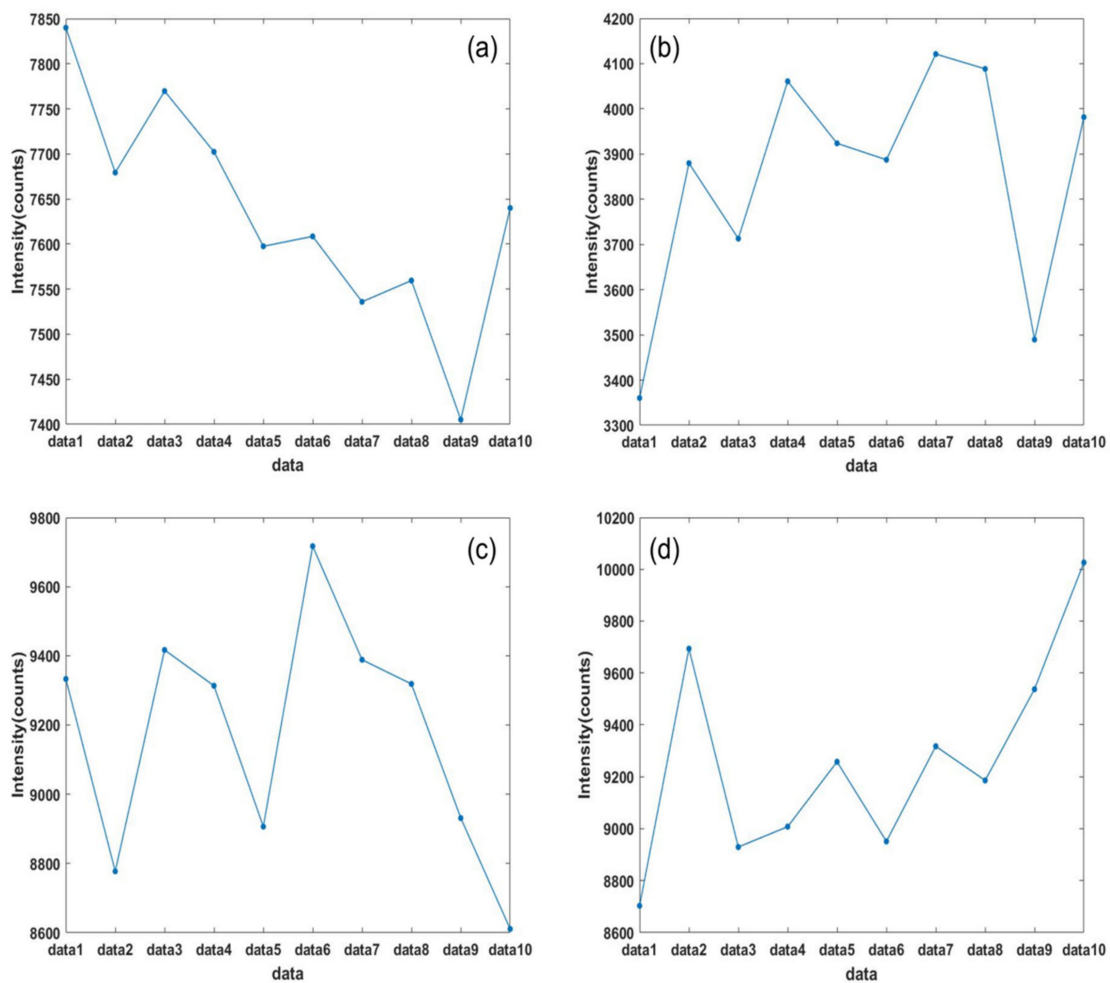 (a)
7850
7800
7750
7700
7650
7600
7550
7500
7450
7400
Intensity(counts)
data1 data2 data3 data4 data5 data6 data7 data8 data9 data10
data
(b)
4200
4100
4000
3900
3800
3700
3600
3500
3400
3300
Intensity(counts)
data1 data2 data3 data4 data5 data6 data7 data8 data9 data10
data
(c)
9800
9600
9400
9200
9000
8800
8600
Intensity(counts)
data1 data2 data3 data4 data5 data6 data7 data8 data9 data10
data
(d)
10200
10000
9800
9600
9400
9200
9000
8800
8600
Intensity(counts)
data1 data2 data3 data4 data5 data6 data7 data8 data9 data10
data